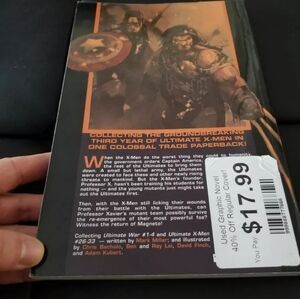 COLLECTING THE GROUNDBREAKING
THIRD YEAR OF ULTIMATE X-MEN IN
ONE COLOSSAL TRADE PAPERBACK!
When the X-Men do the worst thing they could to humanity
the government orders Captain America
the rest of the Ultimates to bring them
down. A small but lethal army, the Ultimates
were created to face these and other newly rising
threats to mankind. But the X-Men's founder,
Professor X, hasn't been training his students for
nothing — and the young mutants just might take
out the Ultimates first.
Then, with the X-Men still licking their wounds
from their battle with the Ultimates, can
Professor Xavier's mutant team possibly survive
the re-emergence of their most powerful foe?
Witness the return of Magneto!
Collecting Ultimate War #1-4 and Ultimate X-Men
#26-33 — written by Mark Millar; and illustrated
by Chris Bachalo, Ben and Ray Lai, David Finch,
and Adam Kubert.
Used Graphic Novel
40% Off Regular Cover!
You Pay
$17.99